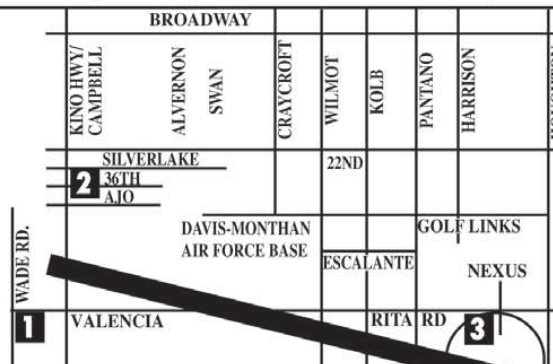 BROADWAY
KINO HWY/
CAMPBELL
ALVERNON
SWAN
CRAYCROFT
WILMOT
KOLB
PANTANO
HARRISON
SILVERLAKE
22ND
2
36TH
AJO
WADE RD.
DAVIS-MONTHAN
AIR FORCE BASE
GOLF LINKS
ESCALANTE
NEXUS
1
VALENCIA
RITA RD
3